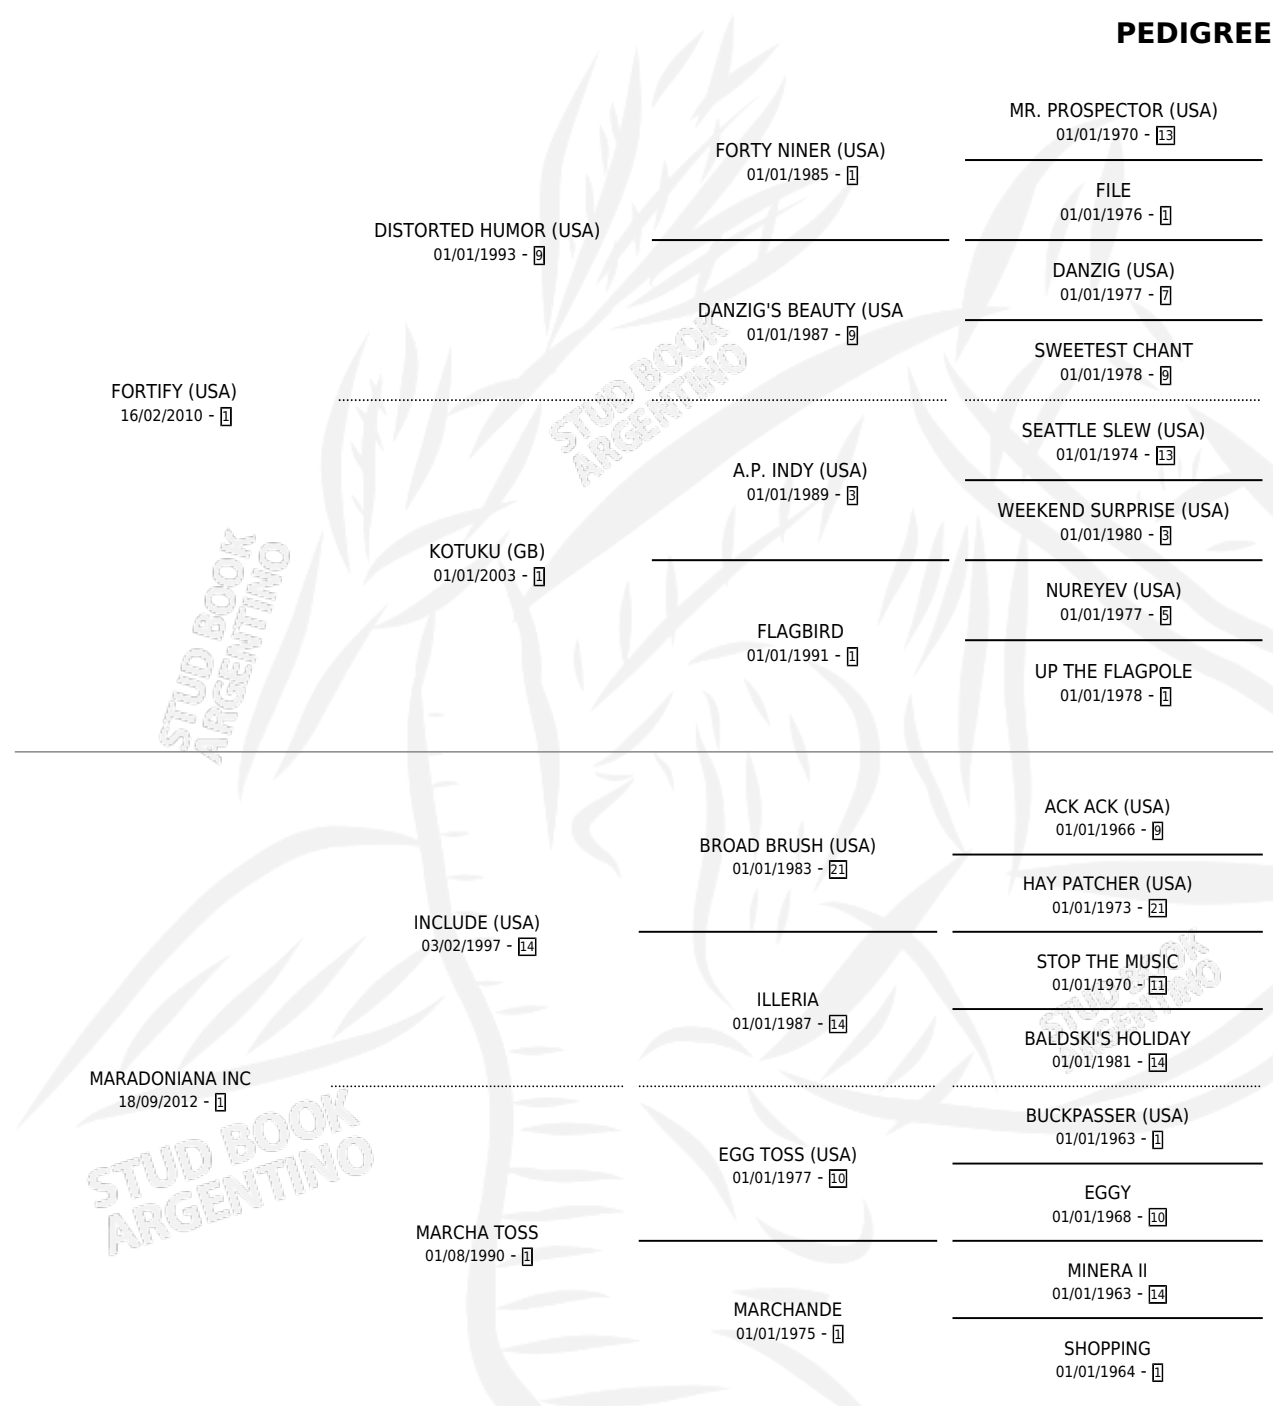 PEDIGREE
MR. PROSPECTOR (USA)
01/01/1970 - 13
FORTY NINER (USA)
01/01/1985 - 1
FILE
01/01/1976 - 1
DISTORTED HUMOR (USA)
01/01/1993 - 9
DANZIG (USA)
01/01/1977 - 7
DANZIG'S BEAUTY (USA
01/01/1987 - 9
SWEETEST CHANT
01/01/1978 - 9
FORTIFY (USA)
16/02/2010 - 1
STUD BOOK
ARGENTINO
SEATTLE SLEW (USA)
01/01/1974 - 13
A.P. INDY (USA)
01/01/1989 - 3
WEEKEND SURPRISE (USA)
01/01/1980 - 3
KOTUKU (GB)
01/01/2003 - 1
NUREYEV (USA)
01/01/1977 - 5
FLAGBIRD
01/01/1991 - 1
UP THE FLAGPOLE
01/01/1978 - 1
STUD BOOK
ARGENTINO
ACK ACK (USA)
01/01/1966 - 9
BROAD BRUSH (USA)
01/01/1983 - 21
HAY PATCHER (USA)
01/01/1973 - 21
INCLUDE (USA)
03/02/1997 - 14
STOP THE MUSIC
01/01/1970 - 11
ILLERIA
01/01/1987 - 14
BALDSKI'S HOLIDAY
01/01/1981 - 14
STUD BOOK
ARGENTINO
MARADONIANA INC
18/09/2012 - 1
BUCKPASSER (USA)
01/01/1963 - 1
EGG TOSS (USA)
01/01/1977 - 10
EGGY
01/01/1968 - 10
STUD BOOK
ARGENTINO
MARCHA TOSS
01/08/1990 - 1
MINERA II
01/01/1963 - 14
MARCHANDE
01/01/1975 - 1
SHOPPING
01/01/1964 - 1